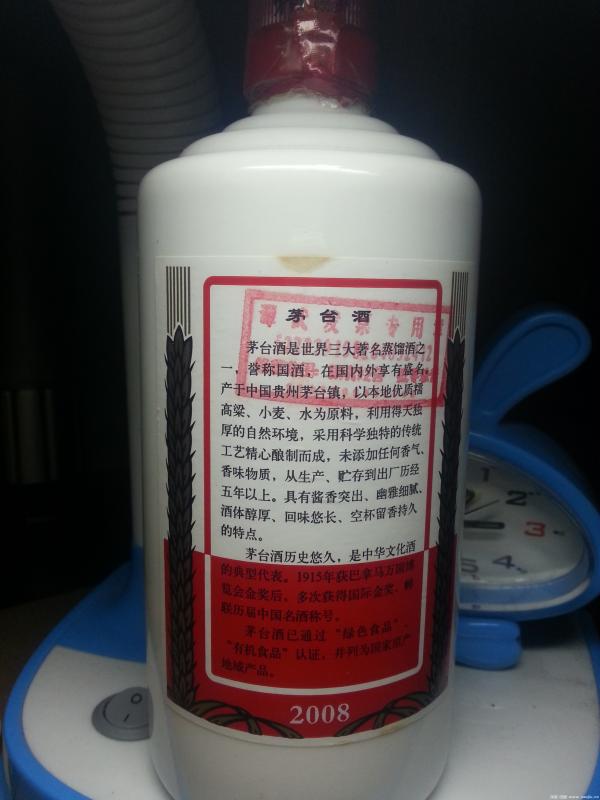 茅台酒
茅台酒是世界三大著名蒸馏酒之
一，誉称国酒，在国内外享有盛名。
产于中国贵州茅台镇，以本地优质糯
高粱、小麦、水为原料，利用得天独
厚的自然环境，采用科学独特的传统
工艺精心酿制而成，未添加任何香气、
香味物质，从生产、贮存到出厂历经
五年以上。具有酱香突出、幽雅细腻、
酒体醇厚、回味悠长、空杯留香持久
的特点。
茅台酒历史悠久，是中华文化酒
的典型代表。1915年获巴拿马万国博
览会金奖后，多次获得国际金奖，蝉
联历届中国名酒称号。
茅台酒已通过“绿色食品”、
“有机食品”认证，并列为国家原产
地域产品。
2008
发票专用
2
3
4
5